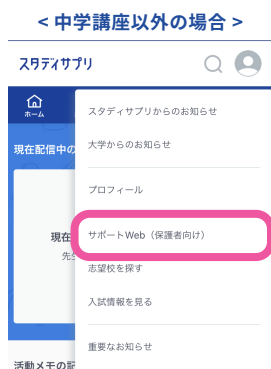 <中学講座以外の場合>
スタディサプリ
ホーム
スタディサプリからのお知らせ
大学からのお知らせ
現在配信中の
プロフィール
サポートWeb（保護者向け）
現在
先
志望校を探す
入試情報を見る
重要なお知らせ
活動メモの記